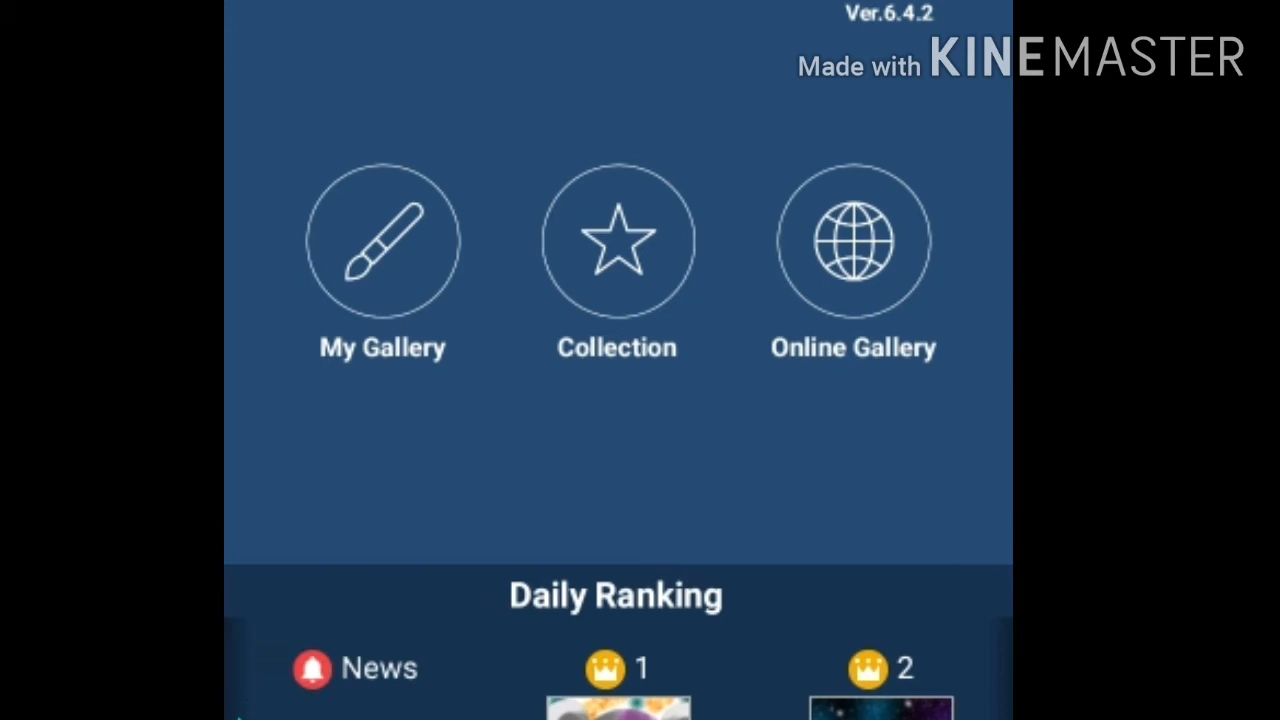 Ver.6.4.2
Made with KINEMASTER
My Gallery
Collection
Online Gallery
Daily Ranking
News
1
2